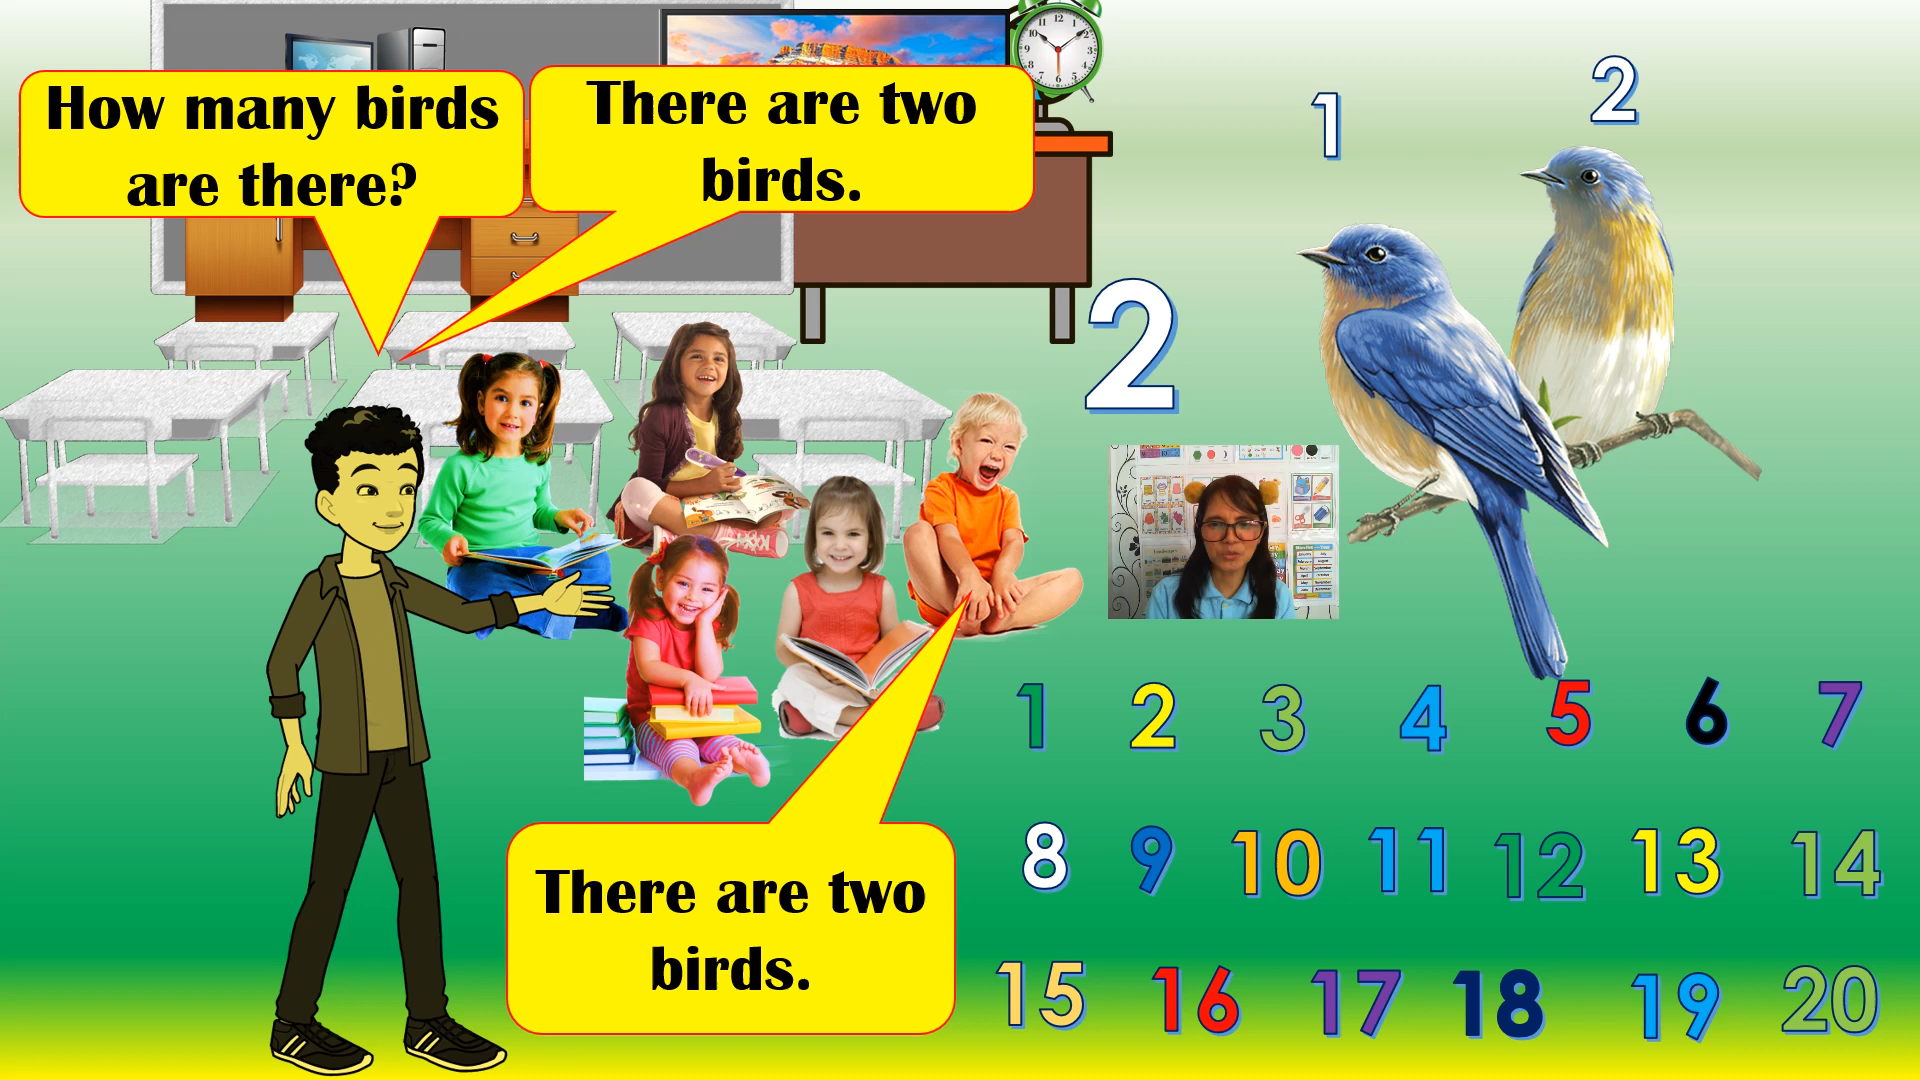 How many birds
are there?
There are two
birds.
1
2
2
There are two
birds.
1 2 3 4 5 6 7
8 9 10 11 12 13 14
15 16 17 18 19 20